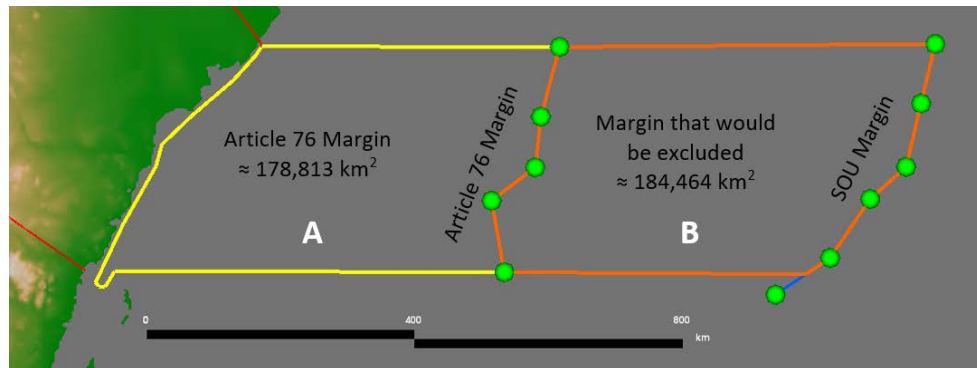 Article 76 Margin
≈ 178,813 km²
A
Article 76 Margin
Margin that would
be excluded
≈ 184,464 km²
B
SOU Margin
0
400
800
km